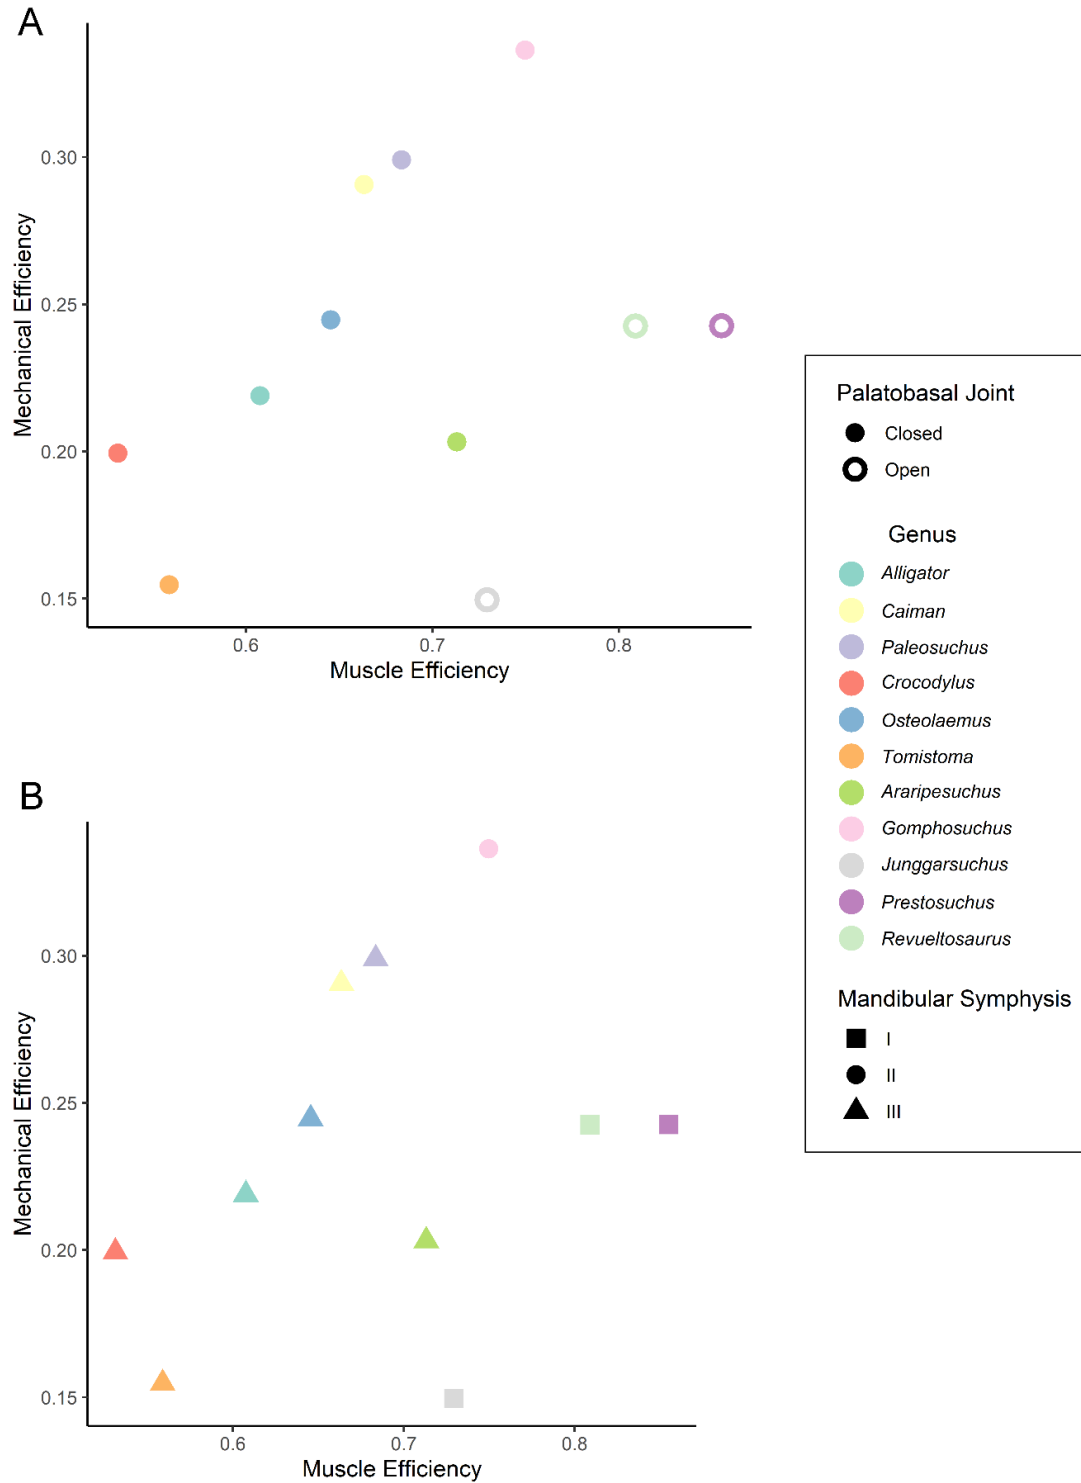 A
0.30
0.25
0.20
0.15
Mechanical Efficiency
0.6 0.7 0.8
Muscle Efficiency
Palatobasal Joint
Closed
Open
Genus
Alligator
Caiman
Paleosuchus
Crocodylus
Osteolaemus
Tomistoma
Araripesuchus
Gomphosuchus
Junggarsuchus
Prestosuchus
Revueltosaurus
Mandibular Symphysis
I
II
III
B
0.30
0.25
0.20
0.15
Mechanical Efficiency
0.6 0.7 0.8
Muscle Efficiency